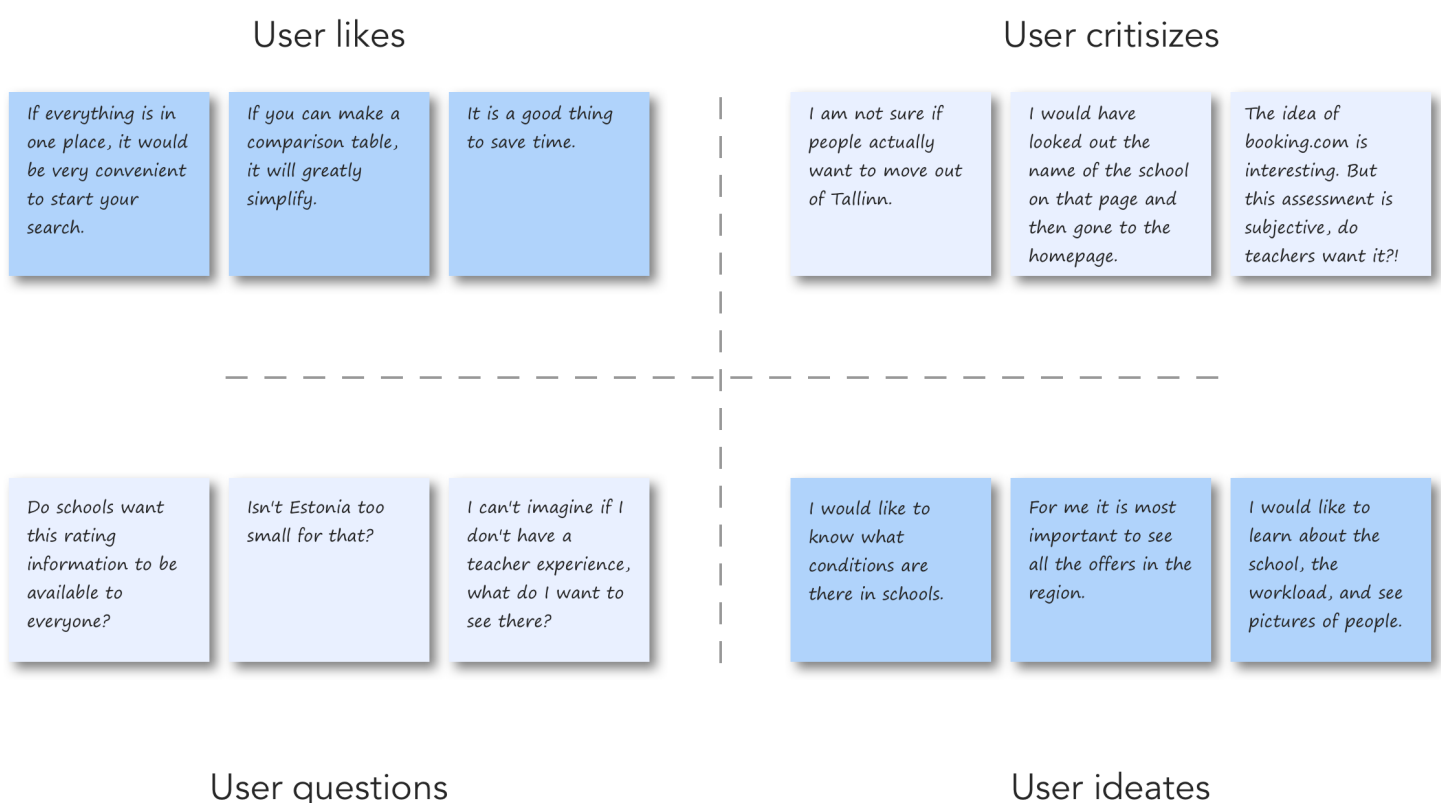 User likes
If everything is in
one place, it would
be very convenient
to start your
search.
If you can make a
comparison table,
it will greatly
simplify.
It is a good thing
to save time.
User critisizes
I am not sure if
people actually
want to move out
of Tallinn.
I would have
looked out the
name of the school
on that page and
then gone to the
homepage.
The idea of
booking.com is
interesting. But
this assessment is
subjective, do
teachers want it?!
Do schools want
this rating
information to be
available to
everyone?
Isn't Estonia too
small for that?
I can't imagine if I
don't have a
teacher experience,
what do I want to
see there?
User questions
I would like to
know what
conditions are
there in schools.
For me it is most
important to see
all the offers in the
region.
I would like to
learn about the
school, the
workload, and see
pictures of people.
User ideates